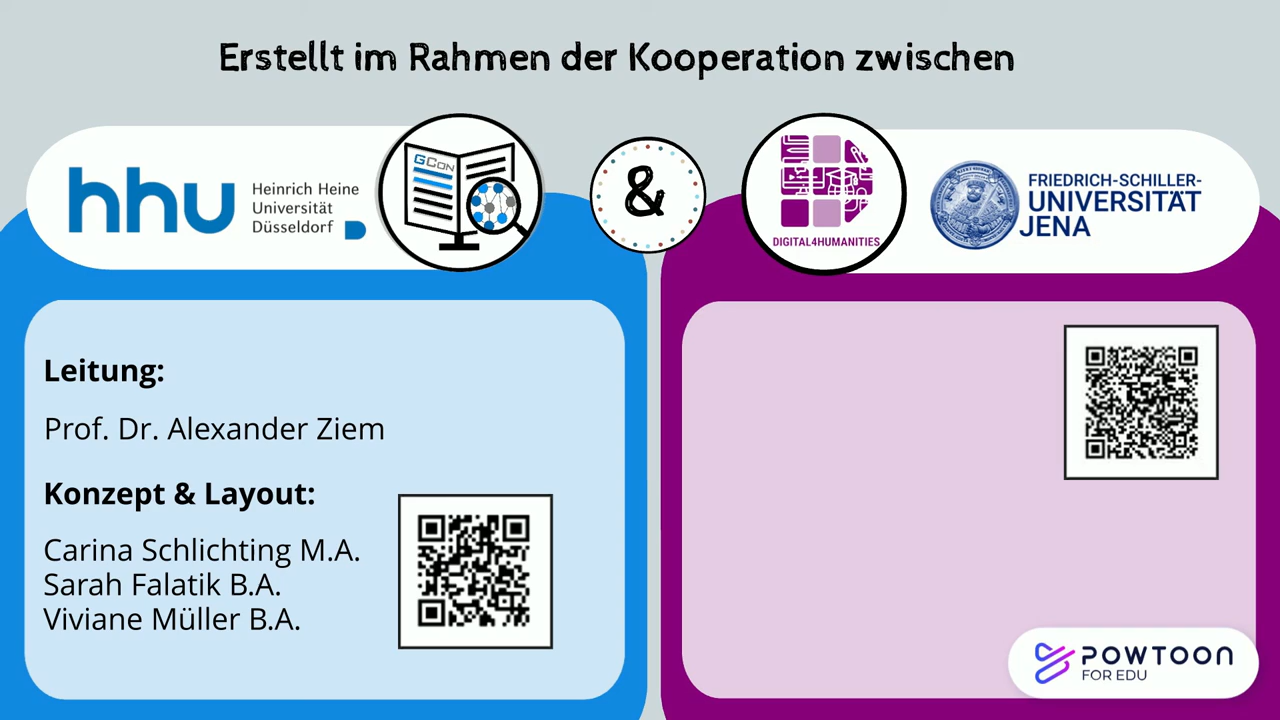 Erstellt im Rahmen der Kooperation zwischen
hhu
Heinrich Heine
Universität
Düsseldorf
GCon
&
DIGITAL4HUMANITIES
FRIEDRICH-SCHILLER-
UNIVERSITÄT
JENA
Leitung:
Prof. Dr. Alexander Ziem
Konzept & Layout:
Carina Schlichting M.A.
Sarah Falatik B.A.
Viviane Müller B.A.
POWTOON
FOR EDU